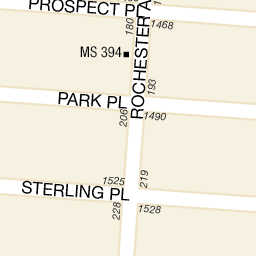 PROSPECT PL
180
ROCHESTER A
1468
MS 394
193
PARK PL
206
1490
1525
219
STERLING PL
228
1528